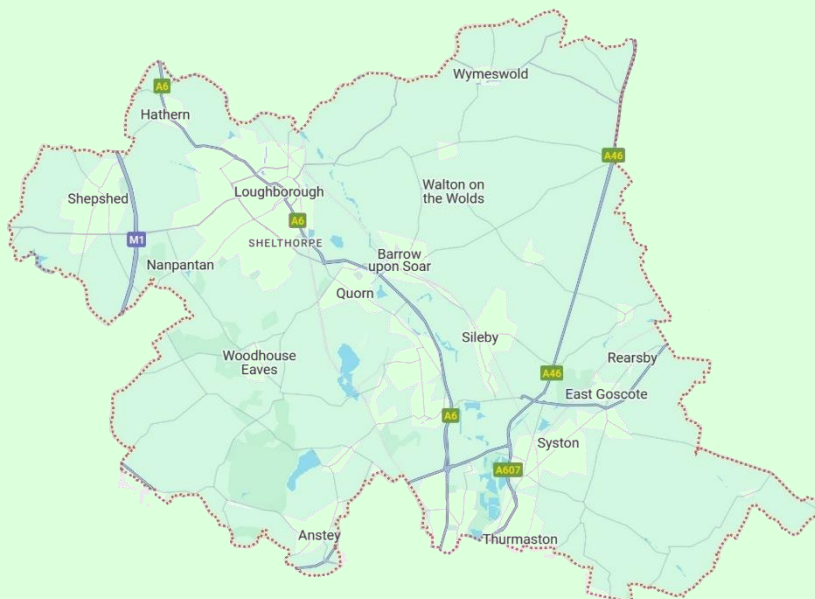 Wymeswold
A6
Hathern
A46
Shepshed
Loughborough
Walton on
the Wolds
A6
M1
SHELTHORPE
Nanpantan
Barrow
upon Soar
Quorn
Sileby
Woodhouse
Eaves
Rearsby
A46
East Goscote
A6
Syston
A607
Anstey
Thurmaston